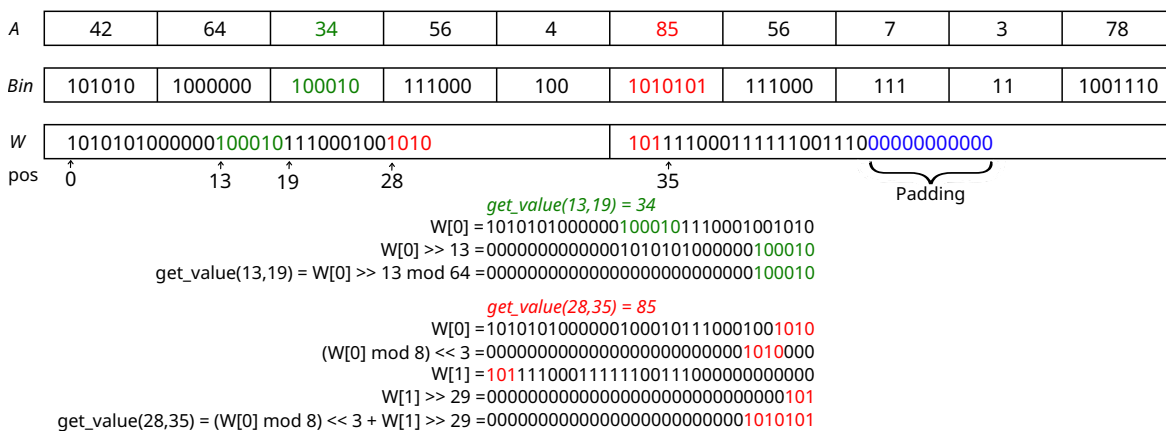 A 42 64 34 56 4 85 56 7 3 78
Bin 101010 1000000 100010 111000 100 1010101 111000 111 11 1001110
W 10101010000001000101110001001010 10111100011111100111000000000000
pos 0 13 19 28 35
Padding
get_value(13,19) = 34
W[0] =10101010000001000101110001001010
W[0] >> 13 =00000000000001010101000000100010
get_value(13,19) = W[0] >> 13 mod 64 =00000000000000000000000000100010
get_value(28,35) = 85
W[0] =10101010000001000101110001001010
(W[0] mod 8) << 3 =00000000000000000000000001010000
W[1] =10111100011111100111000000000000
W[1] >> 29 =00000000000000000000000000000101
get_value(28,35) = (W[0] mod 8) << 3 + W[1] >> 29 =00000000000000000000000001010101